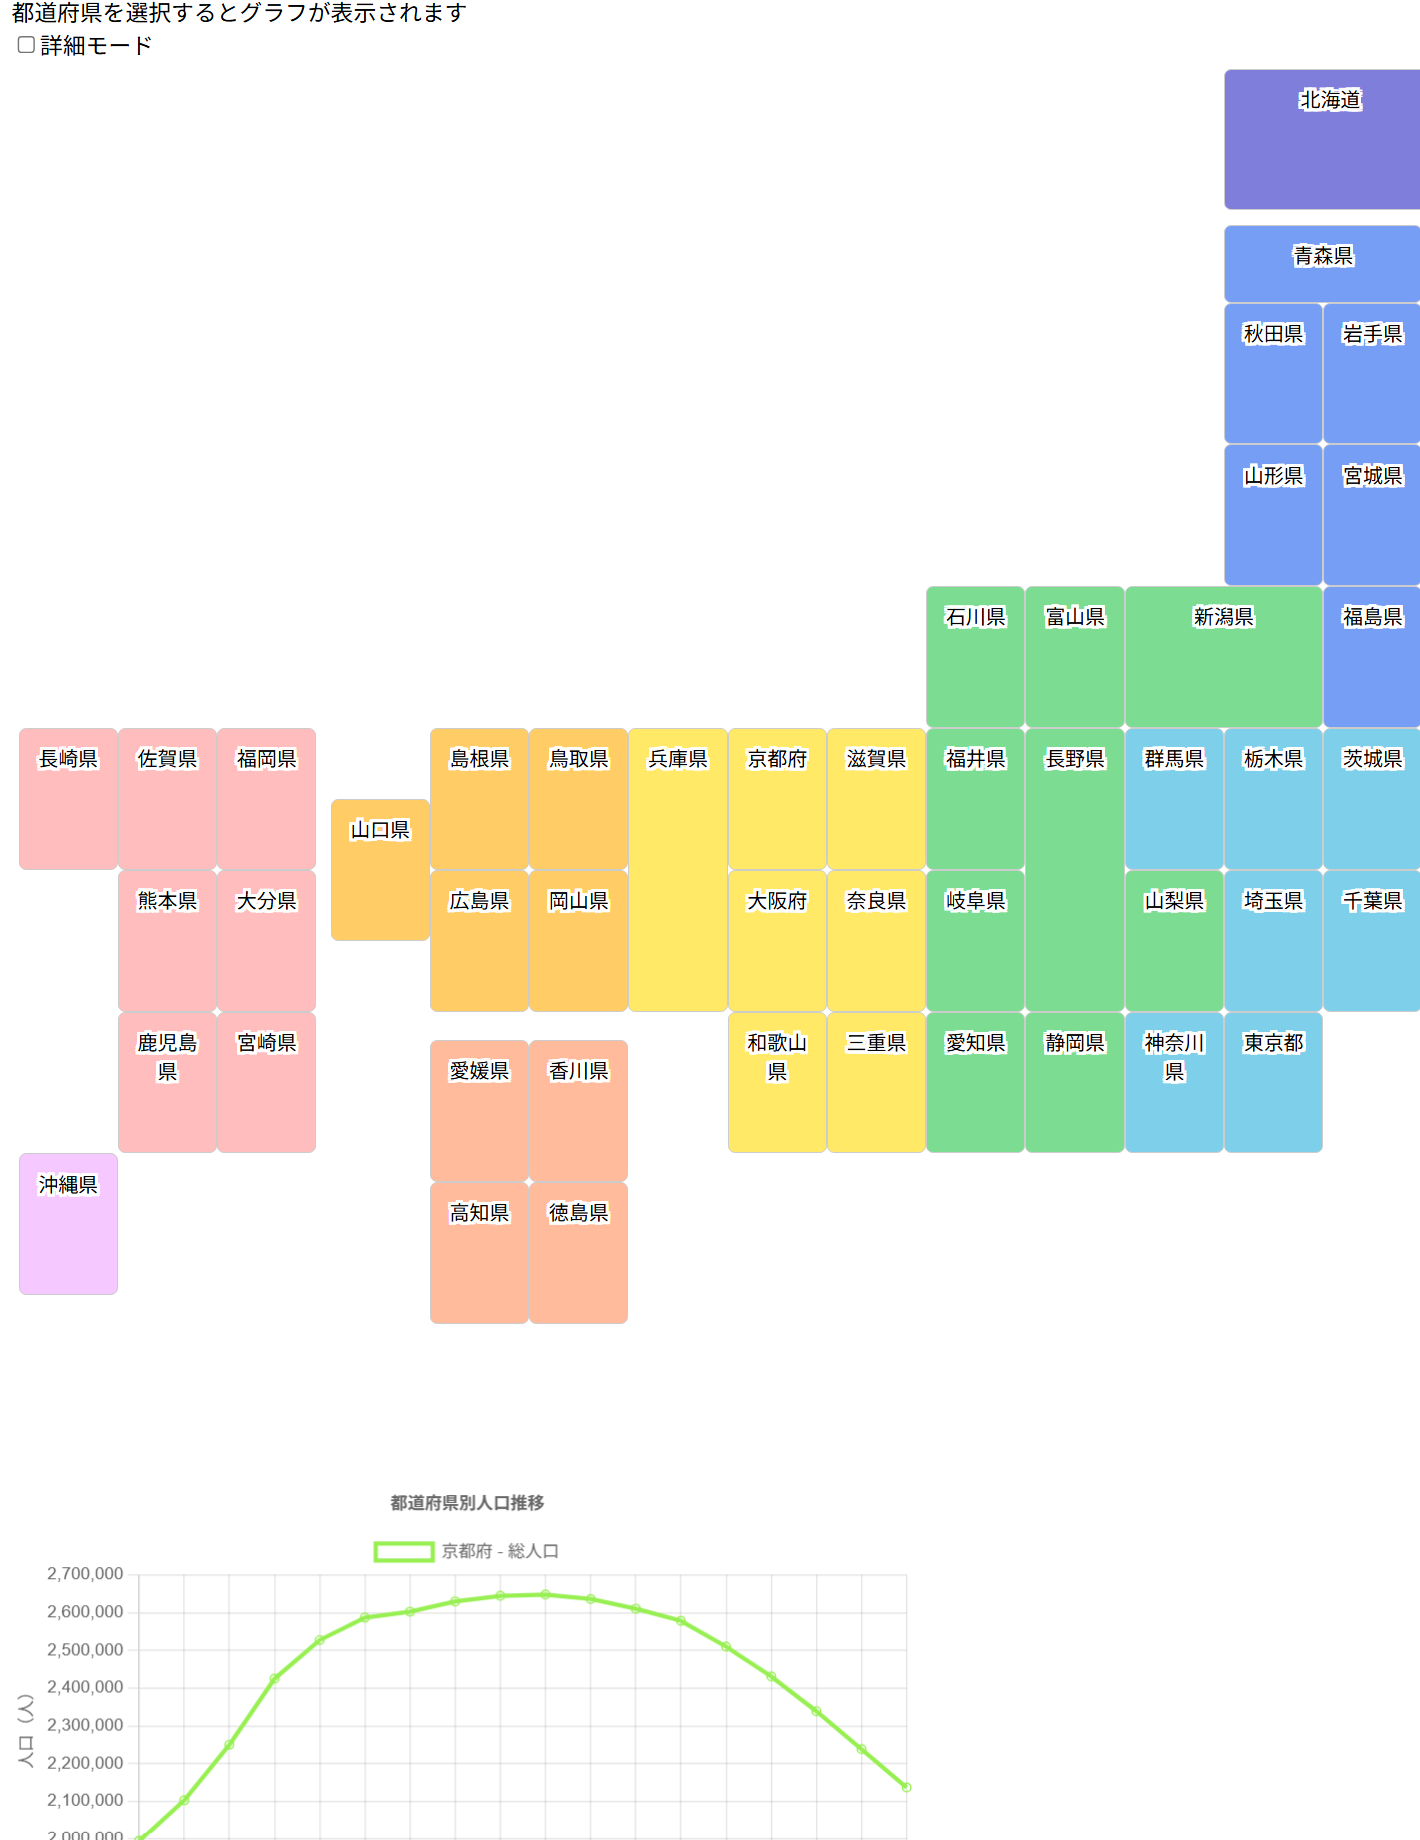 都道府県を選択するとグラフが表示されます
詳細モード
北海道
青森県
秋田県 岩手県
山形県 宮城県
石川県 富山県 新潟県 福島県
長崎県 佐賀県 福岡県 島根県 鳥取県 兵庫県 京都府 滋賀県 福井県 長野県 群馬県 栃木県 茨城県
山口県
熊本県 大分県 広島県 岡山県 大阪府 奈良県 岐阜県 山梨県 埼玉県 千葉県
鹿児島
県
宮崎県
和歌山
県
三重県 愛知県 静岡県
神奈川
県
東京都
愛媛県 香川県
沖縄県
高知県 徳島県
都道府県別人口推移
京都府 - 総人口
人口 (人)
2,700,000
2,600,000
2,500,000
2,400,000
2,300,000
2,200,000
2,100,000
2,000,000